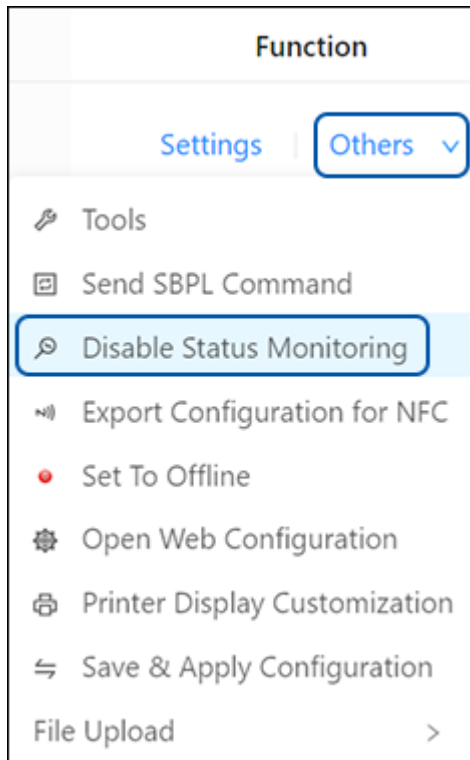 Function
Settings Others
Tools
Send SBPL Command
Disable Status Monitoring
Export Configuration for NFC
Set To Offline
Open Web Configuration
Printer Display Customization
Save & Apply Configuration
File Upload